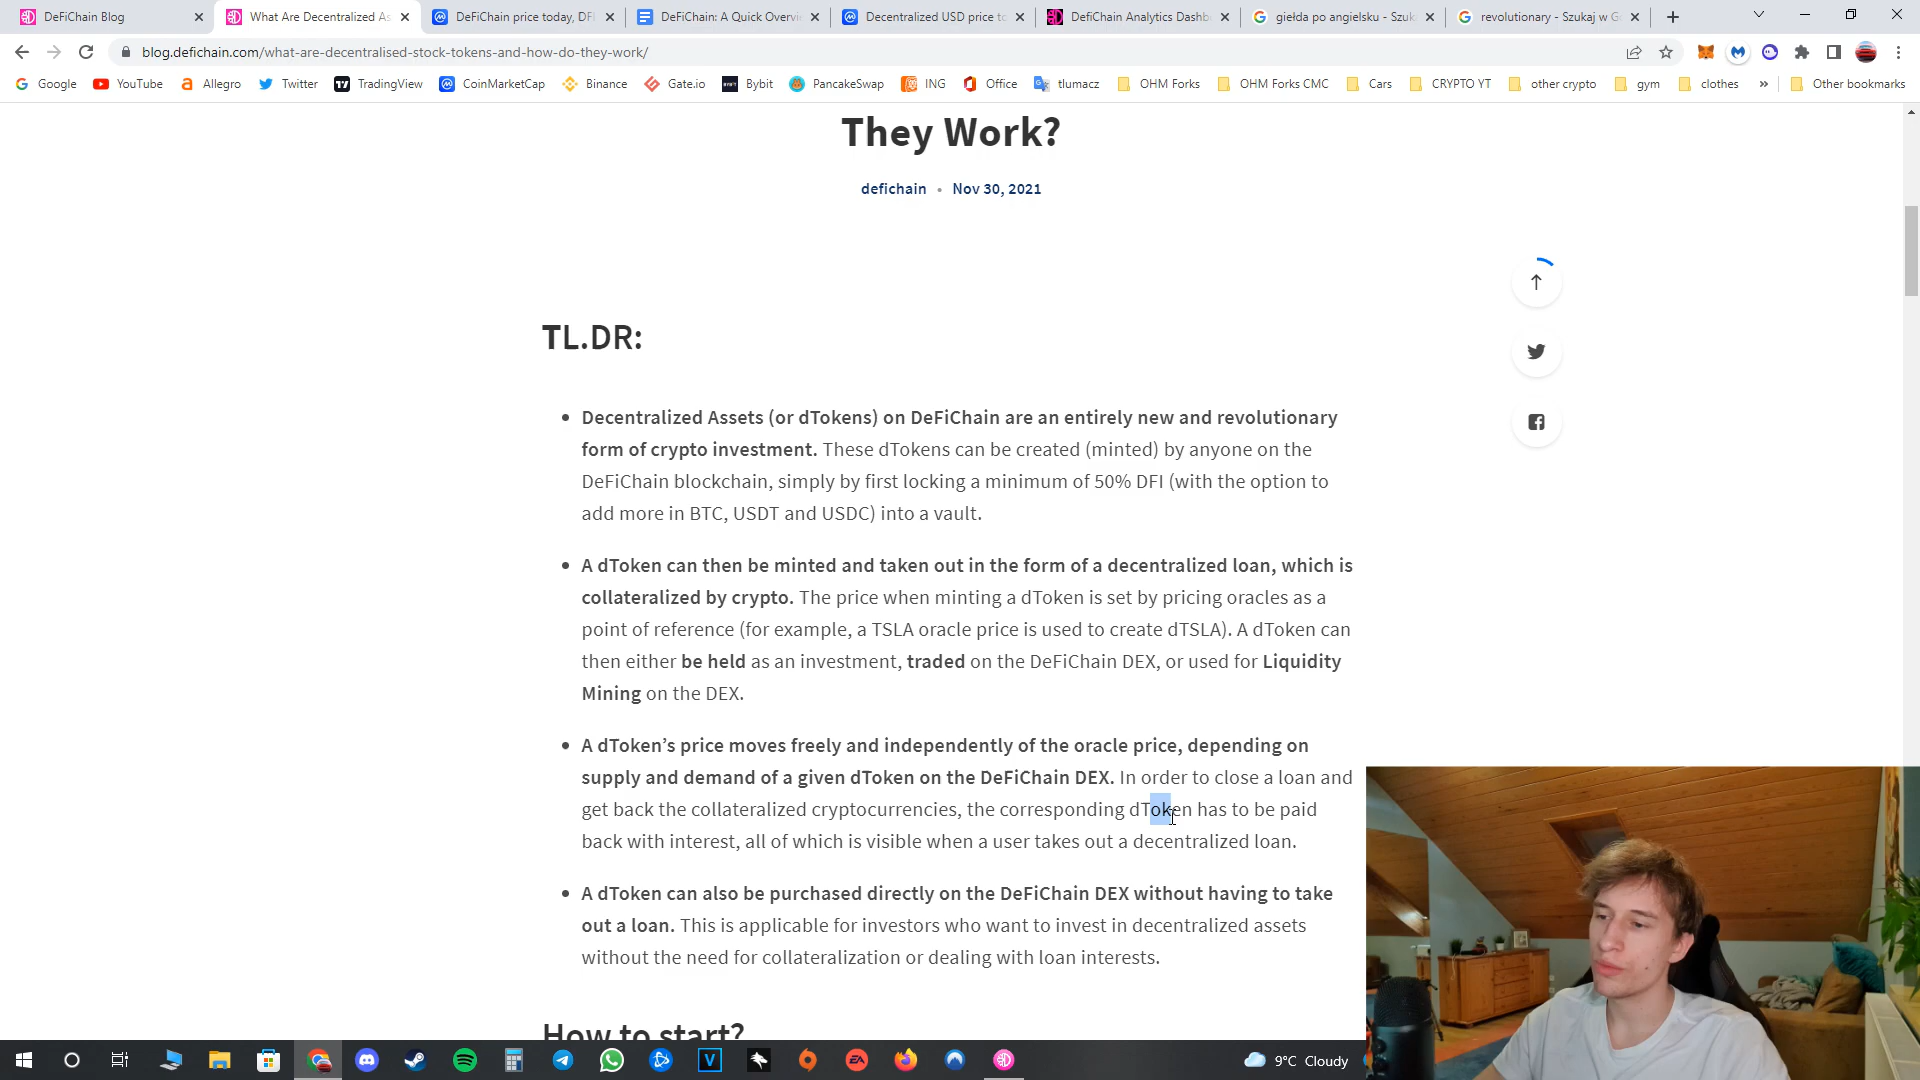 DeFiChain Blog
What Are Decentralized As
DeFiChain price today, DFI
DeFiChain: A Quick Overvi
Decentralized USD price to
DeFiChain Analytics Dashb
giełda po angielsku - Szuk
revolutionary - Szukaj w G
blog.defichain.com/what-are-decentralised-stock-tokens-and-how-do-they-work/
Google YouTube Allegro Twitter TradingView CoinMarketCap Binance Gate.io Bybit PancakeSwap ING Office tlumacz OHM Forks OHM Forks CMC Cars CRYPTO YT other crypto gym clothes » Other bookmarks
They Work?
defichain • Nov 30, 2021
TL.DR:
• Decentralized Assets (or dTokens) on DeFiChain are an entirely new and revolutionary
form of crypto investment. These dTokens can be created (minted) by anyone on the
DeFiChain blockchain, simply by first locking a minimum of 50% DFI (with the option to
add more in BTC, USDT and USDC) into a vault.
• A dToken can then be minted and taken out in the form of a decentralized loan, which is
collateralized by crypto. The price when minting a dToken is set by pricing oracles as a
point of reference (for example, a TSLA oracle price is used to create dTSLA). A dToken can
then either be held as an investment, traded on the DeFiChain DEX, or used for Liquidity
Mining on the DEX.
• A dToken’s price moves freely and independently of the oracle price, depending on
supply and demand of a given dToken on the DeFiChain DEX. In order to close a loan and
get back the collateralized cryptocurrencies, the corresponding dToken has to be paid
back with interest, all of which is visible when a user takes out a decentralized loan.
• A dToken can also be purchased directly on the DeFiChain DEX without having to take
out a loan. This is applicable for investors who want to invest in decentralized assets
without the need for collateralization or dealing with loan interests.
How to start?
9°C Cloudy